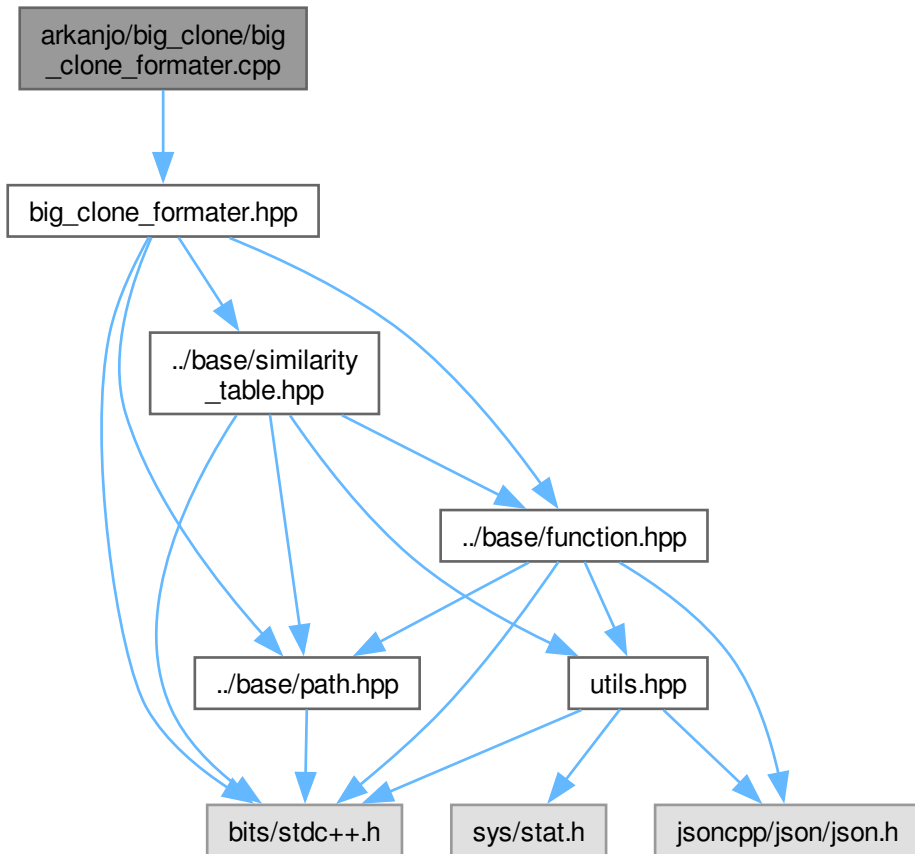 arkanjo/big_clone/big
_clone_formater.cpp
big_clone_formater.hpp
../base/similarity
_table.hpp
../base/function.hpp
../base/path.hpp
utils.hpp
bits/stdc++.h
sys/stat.h
jsoncpp/json/json.h